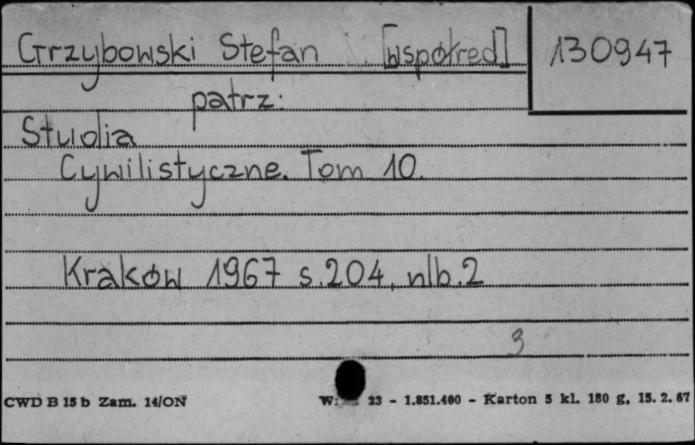 Grzybowski Stefan [współred] 130947
patrz:
Studia
Cywilistyczne. Tom 10.
Kraków 1967 s.204, nlb.2
3
CWD B 15 b Zam. 14/ON 23 - 1.851.400 - Karton 5 kl. 180 g, 15. 2. 67